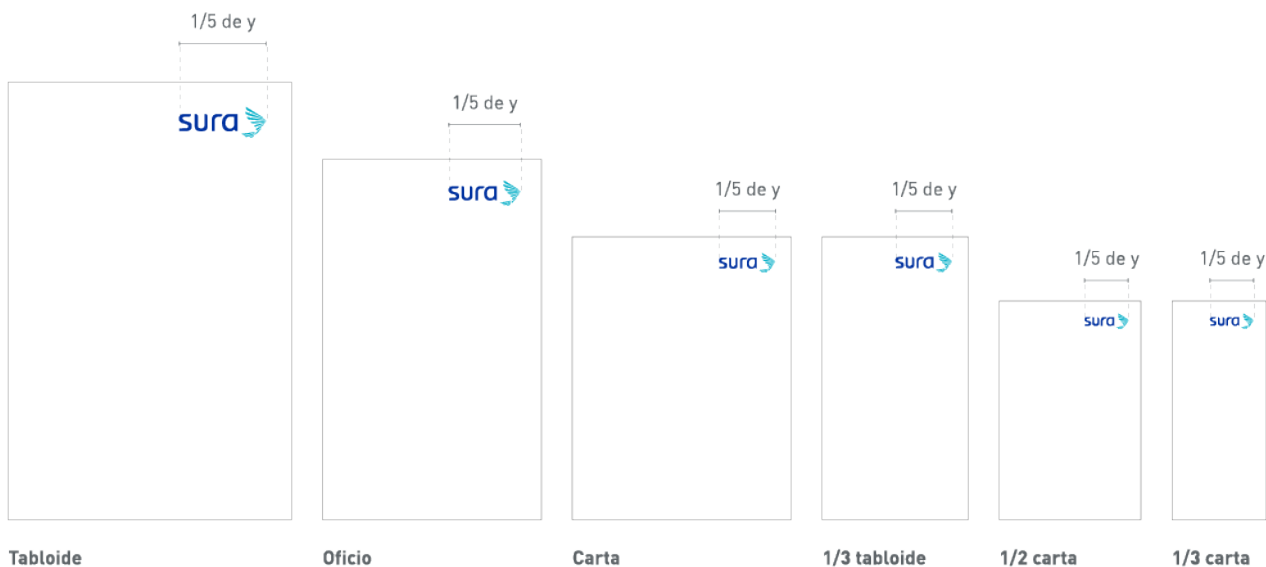 1/5 de y
sura
1/5 de y
sura
1/5 de y
sura
1/5 de y
sura
1/5 de y
sura
1/5 de y
sura
Tabloide
Oficio
Carta
1/3 tabloide
1/2 carta
1/3 carta